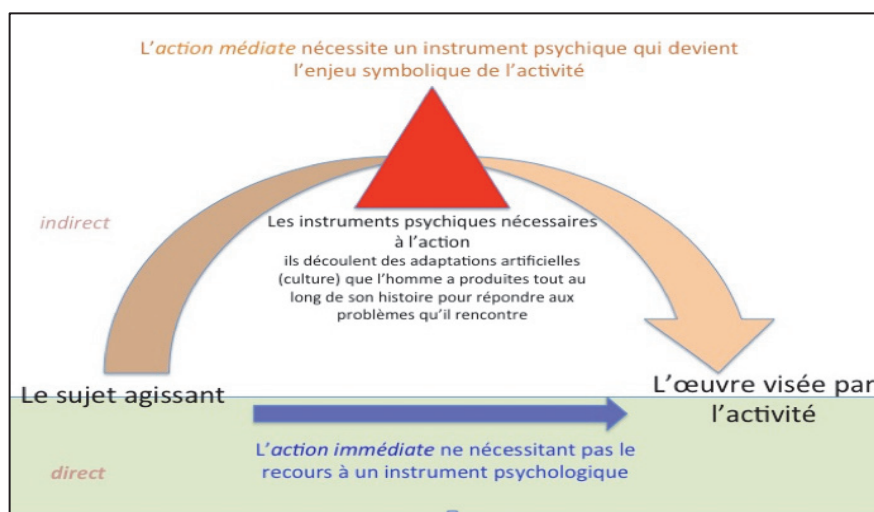 L’action médiate nécessite un instrument psychique qui devient
l’enjeu symbolique de l’activité
indirect
Les instruments psychiques nécessaires
à l’action
ils découlent des adaptations artificielles
(culture) que l’homme a produites tout au
long de son histoire pour répondre aux
problèmes qu’il rencontre
Le sujet agissant
L’œuvre visée par
l’activité
L’action immédiate ne nécessitant pas le
recours à un instrument psychologique
direct